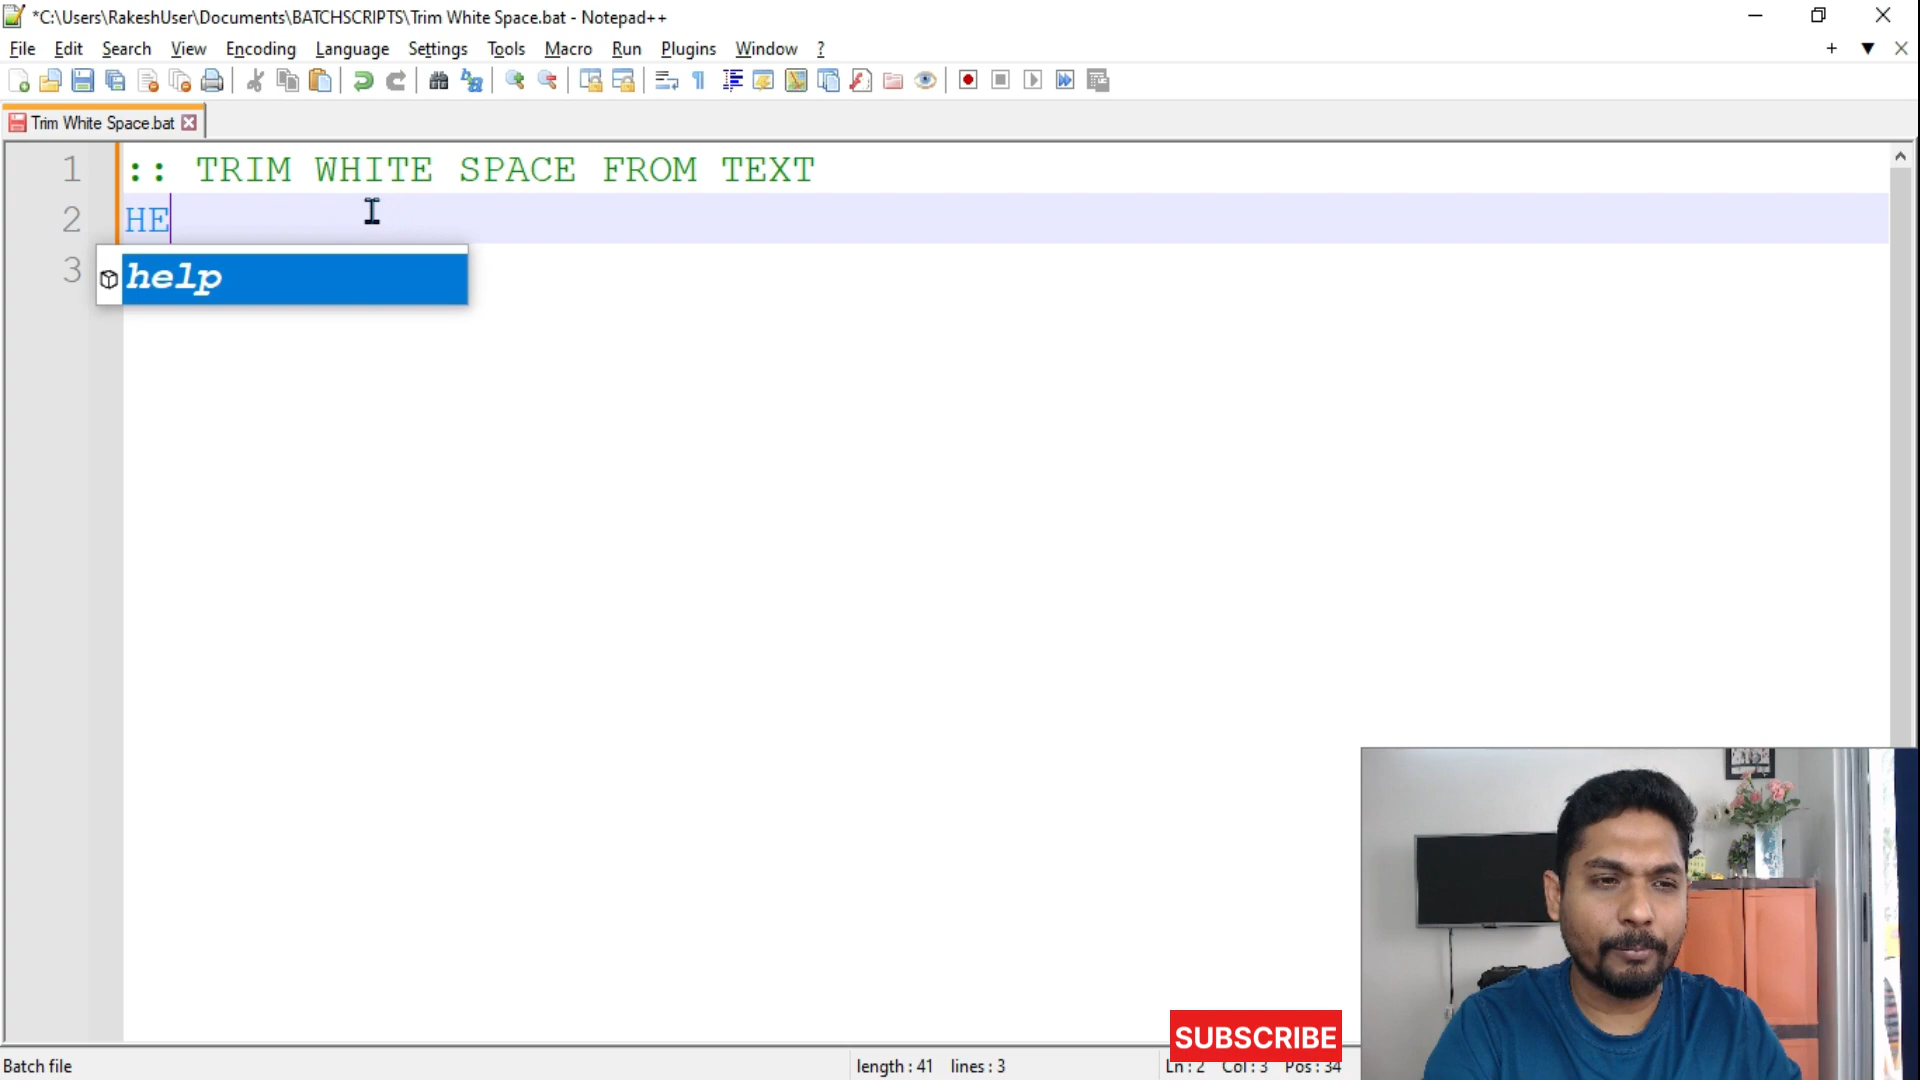 *C:\Users\RakeshUser\Documents\BATCHSCRIPTS\Trim White Space.bat - Notepad++
File Edit Search View Encoding Language Settings Tools Macro Run Plugins Window ?
Trim White Space.bat
1 :: TRIM WHITE SPACE FROM TEXT
2 HE
help
3
SUBSCRIBE
Batch file length : 41 lines : 3 Ln : 2 Col : 3 Pos : 34